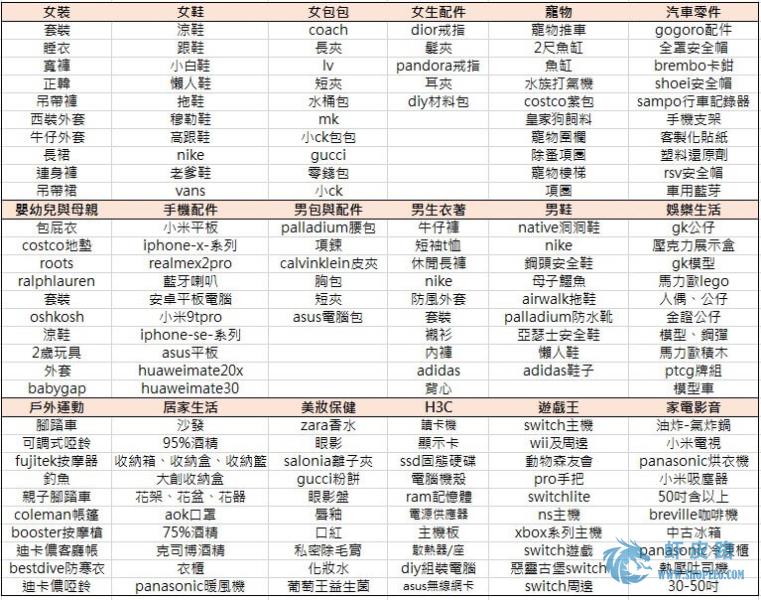 女裝 女鞋 女包包 女生配件 寵物 汽車零件
套裝 涼鞋 coach dior戒指 寵物推車 gogoro配件
睡衣 跟鞋 長夾 髮夾 2尺魚缸 全罩安全帽
寬褲 小白鞋 lv pandora戒指 魚缸 brembo卡鉗
正韓 懶人鞋 短夾 耳夾 水族打氣機 shoei安全帽
吊帶褲 拖鞋 水桶包 diy材料包 costco紫包 sampo行車記錄器
西裝外套 穆勒鞋 mk 皇家狗飼料 手機支架
牛仔外套 高跟鞋 小ck包包 寵物圍欄 客製化貼紙
長裙 nike gucci 除蚤項圈 塑料還原劑
連身褲 老爹鞋 零錢包 寵物樓梯 rsv安全帽
吊帶裙 vans 小ck 項圈 車用藍芽
嬰幼兒與母親 手機配件 男包與配件 男生衣著 男鞋 娛樂生活
包屁衣 小米平板 palladium腰包 牛仔褲 native洞洞鞋 gk公仔
costco地墊 iphone-x-系列 項鍊 短袖t恤 nike 壓克力展示盒
roots realmex2pro calvinklein皮夾 休閒長褲 鋼頭安全鞋 gk模型
ralphlauren 藍牙喇叭 胸包 nike 母子鱷魚 馬力歐lego
套裝 安卓平板電腦 短夾 防風外套 airwalk拖鞋 人偶、公仔
oshkosh 小米9tpro asus電腦包 套裝 palladium防水靴 金證公仔
涼鞋 iphone-se-系列 襯衫 亞瑟士安全鞋 模型、鋼彈
2歲玩具 asus平板 內褲 懶人鞋 馬力歐積木
外套 huaweimate20x adidas adidas鞋子 ptcg牌組
babygap huaweimate30 背心 模型車
戶外運動 居家生活 美妝保健 H3C 遊戲王 家電影音
腳踏車 沙發 zara香水 讀卡機 switch主機 油炸-氣炸鍋
可調式啞鈴 95%酒精 眼影 顯示卡 wii及周邊 小米電視
fujitek按摩器 收納箱、收納盒、收納籃 salonia離子夾 ssd固態硬碟 動物森友會 panasonic烘衣機
釣魚 大創收納盒 gucci粉餅 電腦機殼 pro手把 小米吸塵器
親子腳踏車 花架、花盆、花器 眼影盤 ram記憶體 switchlite 50吋含以上
coleman帳篷 aok口罩 唇釉 電源供應器 ns主機 breville咖啡機
booster按摩槍 75%酒精 口紅 主機板 xbox系列主機 中古冰箱
迪卡儂客廳帳 克司博酒精 私密除毛膏 散熱器/座 switch遊戲 panasonic冷凍櫃
bestdive防寒衣 衣櫃 化妝水 diy組裝電腦 惡靈古堡switch 熱壓吐司機
迪卡儂啞鈴 panasonic暖風機 葡萄王益生菌 asus無線網卡 switch周邊 30-50吋
蝦皮鎮
WWW.SHOPEZO.COM